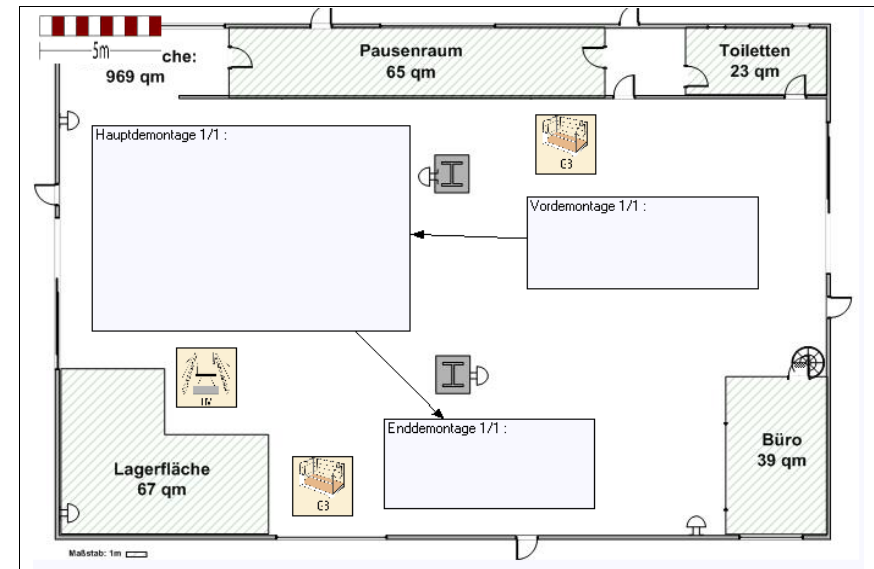 5m
che:
969 qm
Pausenraum
65 qm
Toiletten
23 qm
Hauptdemontage 1/1 :
Vordemontage 1/1 :
Enddemontage 1/1 :
Lagerfläche
67 qm
Büro
39 qm
Maßstab: 1m